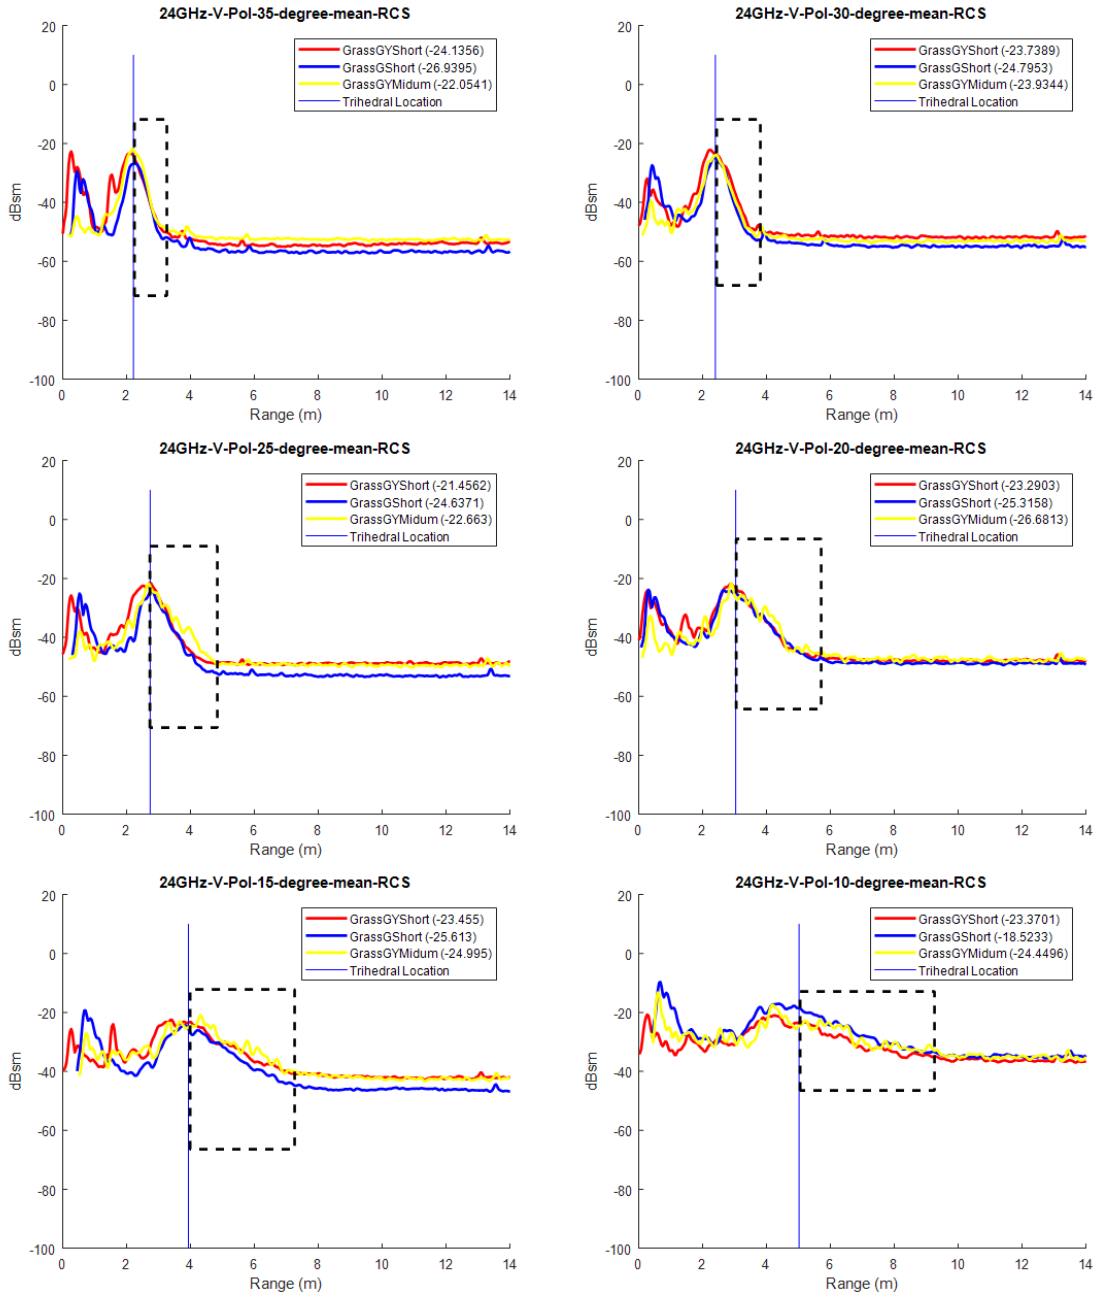 24GHz-V-Pol-35-degree-mean-RCS
20
0
-20
-40
-60
-80
-100
dBsm
GrassGYShort (-24.1356)
GrassGShort (-26.9395)
GrassGYMidum (-22.0541)
Trihedral Location
0 2 4 6 8 10 12 14
Range (m)
24GHz-V-Pol-30-degree-mean-RCS
20
0
-20
-40
-60
-80
-100
dBsm
GrassGYShort (-23.7389)
GrassGShort (-24.7953)
GrassGYMidum (-23.9344)
Trihedral Location
0 2 4 6 8 10 12 14
Range (m)
24GHz-V-Pol-25-degree-mean-RCS
20
0
-20
-40
-60
-80
-100
dBsm
GrassGYShort (-21.4562)
GrassGShort (-24.6371)
GrassGYMidum (-22.663)
Trihedral Location
0 2 4 6 8 10 12 14
Range (m)
24GHz-V-Pol-20-degree-mean-RCS
20
0
-20
-40
-60
-80
-100
dBsm
GrassGYShort (-23.2903)
GrassGShort (-25.3158)
GrassGYMidum (-26.6813)
Trihedral Location
0 2 4 6 8 10 12 14
Range (m)
24GHz-V-Pol-15-degree-mean-RCS
20
0
-20
-40
-60
-80
-100
dBsm
GrassGYShort (-23.455)
GrassGShort (-25.613)
GrassGYMidum (-24.995)
Trihedral Location
0 2 4 6 8 10 12 14
Range (m)
24GHz-V-Pol-10-degree-mean-RCS
20
0
-20
-40
-60
-80
-100
dBsm
GrassGYShort (-23.3701)
GrassGShort (-18.5233)
GrassGYMidum (-24.4496)
Trihedral Location
0 2 4 6 8 10 12 14
Range (m)